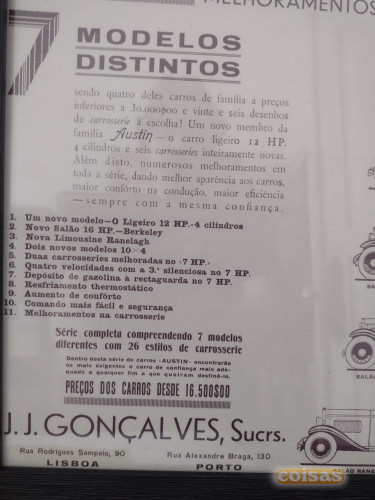 MELHORAMENTOS
7 MODELOS
DISTINTOS
sendo quatro deles carros de família a preços
inferiores a 30.000$00 e vinte e seis desenhos
de carrosserie à escolha! Um novo membro da
família Austin—o carro ligeiro 12 HP.
4 cilindros e seis carrosseries inteiramente novas.
Além disto, numerosos melhoramentos em
toda a série, dando melhor aparência aos carros,
maior confôrto na condução, maior eficiência
—sempre com a mesma confiança.
1. Um novo modelo—O Ligeiro 12 HP.-4 cilindros
2. Novo Salão 16 HP.—Berkeley
3. Nova Limousine Ranelagh
4. Dois novos modelos 10×4
5. Duas carrosseries melhoradas no «7 HP.»
6. Quatro velocidades com a 3.ª silenciosa no 7 HP.
7. Depósito de gasolina à rectaguarda no 7 HP.
8. Resfriamento thermostático
9. Aumento de confôrto
10. Comando mais fácil e segurança
11. Melhoramentos na carrosserie
Série completa compreendendo 7 modelos
diferentes com 26 estilos de carrosserie
Dentro desta série de carros «AUSTIN» encontrarão
os mais exigentes o carro de confiança mais ade-
quado a qualquer fim a que queiram destiná-lo.
PREÇOS DOS CARROS DESDE 16.500$00
J. J. GONÇALVES, Sucrs.
Rua Rodrigues Sampaio, 90
LISBOA
Rua Alexandre Braga, 130
PORTO
SALÃO RANE
coisas